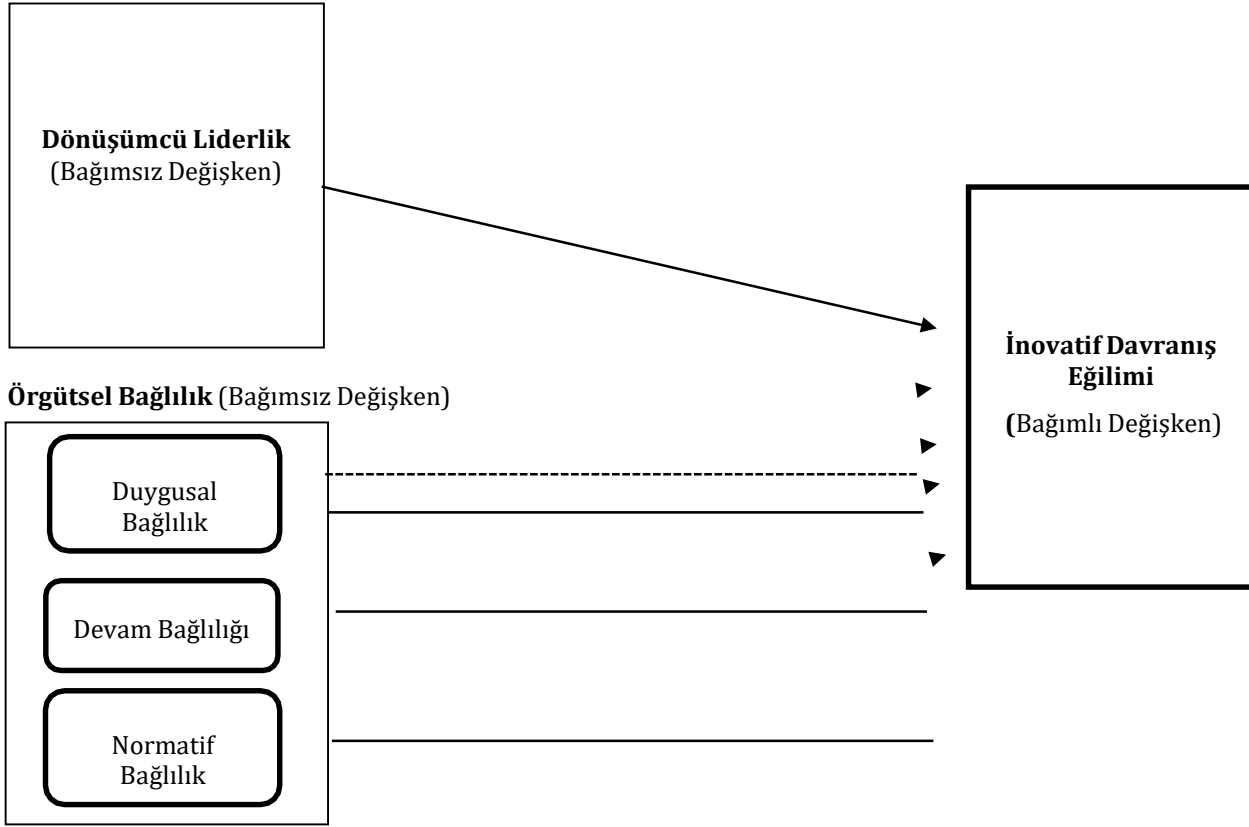 Dönüşümcü Liderlik
(Bağımsız Değişken)
Örgütsel Bağlılık (Bağımsız Değişken)
Duygusal
Bağlılık
Devam Bağlılığı
Normatif
Bağlılık
İnovatif Davranış
Eğilimi
(Bağımlı Değişken)